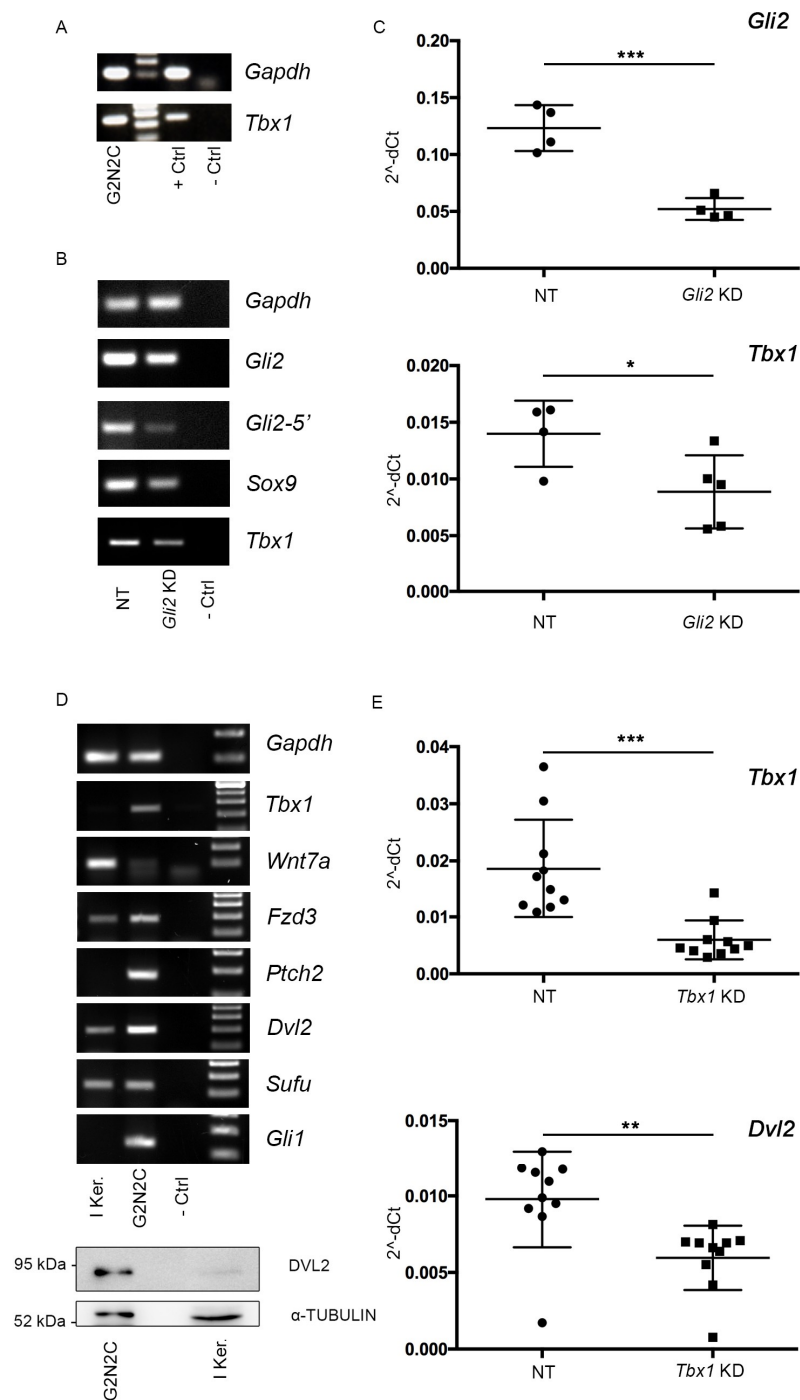 A
Gapdh
Tbx1
G2N2C
+ Ctrl
- Ctrl
B
Gapdh
Gli2
Gli2-5’
Sox9
Tbx1
NT
Gli2 KD
- Ctrl
C
Gli2
***
0.20
0.15
0.10
0.05
0.00
2^-dCt
NT
Gli2 KD
Tbx1
*
0.020
0.015
0.010
0.005
0.000
2^-dCt
NT
Gli2 KD
D
Gapdh
Tbx1
Wnt7a
Fzd3
Ptch2
Dvl2
Sufu
Gli1
I Ker.
G2N2C
- Ctrl
95 kDa
DVL2
52 kDa
α-TUBULIN
G2N2C
I Ker.
E
Tbx1
***
0.04
0.03
0.02
0.01
0.00
2^-dCt
NT
Tbx1 KD
Dvl2
**
0.015
0.010
0.005
0.000
2^-dCt
NT
Tbx1 KD